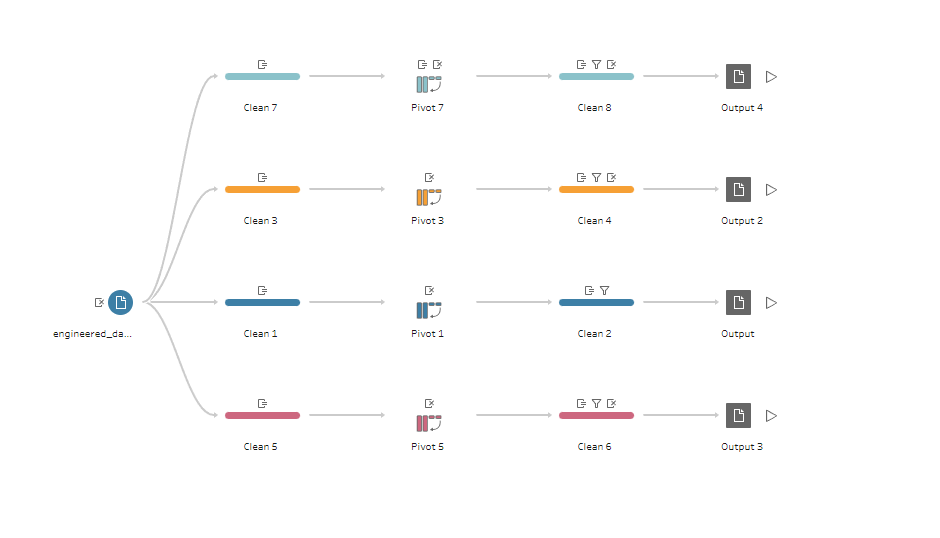 Clean 7
Pivot 7
Clean 8
Output 4
Clean 3
Pivot 3
Clean 4
Output 2
engineered_da...
Clean 1
Pivot 1
Clean 2
Output
Clean 5
Pivot 5
Clean 6
Output 3